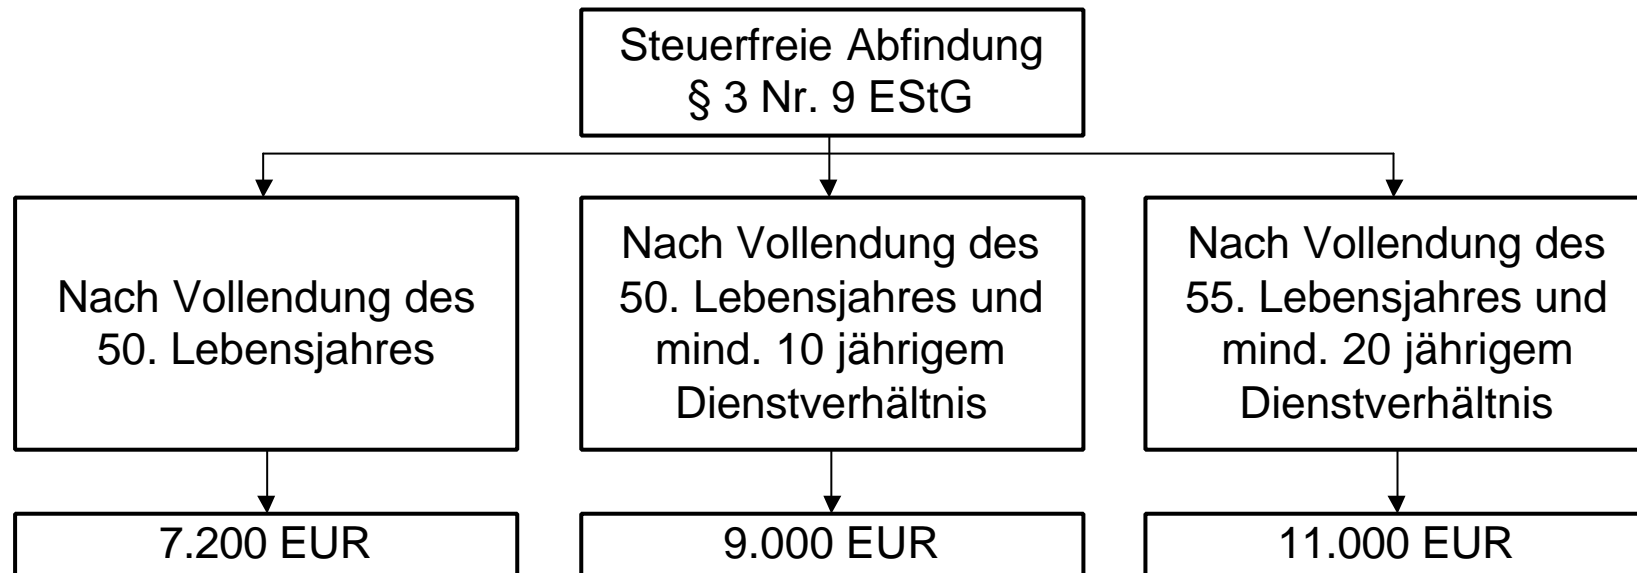 Steuerfreie Abfindung
§ 3 Nr. 9 EStG
Nach Vollendung des
50. Lebensjahres
Nach Vollendung des
50. Lebensjahres und
mind. 10 jährigem
Dienstverhältnis
Nach Vollendung des
55. Lebensjahres und
mind. 20 jährigem
Dienstverhältnis
7.200 EUR
9.000 EUR
11.000 EUR